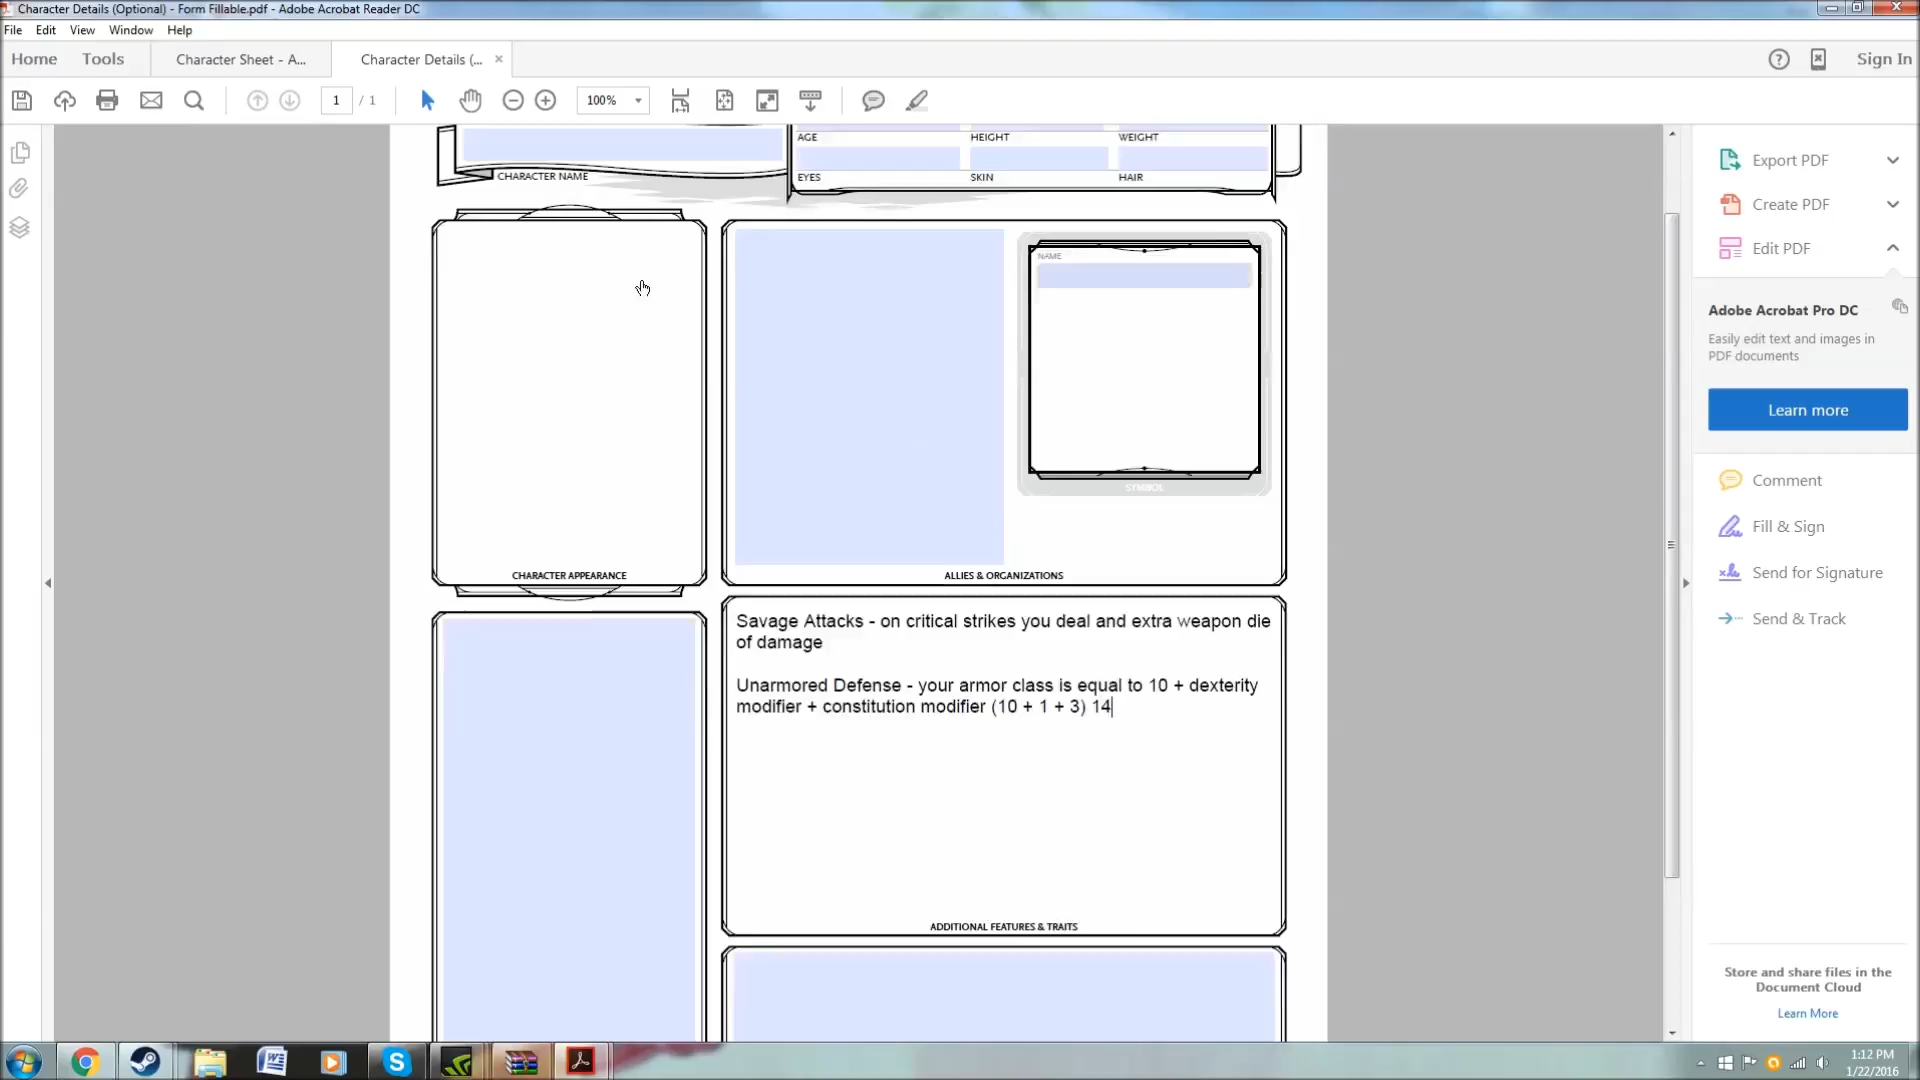 Character Details (Optional) - Form Fillable.pdf - Adobe Acrobat Reader DC
File Edit View Window Help
Home Tools Character Sheet - A... Character Details (... × Sign In
1 / 1 100%
AGE HEIGHT WEIGHT
CHARACTER NAME EYES SKIN HAIR
NAME
SYMBOL
CHARACTER APPEARANCE ALLIES & ORGANIZATIONS
Savage Attacks - on critical strikes you deal and extra weapon die
of damage
Unarmored Defense - your armor class is equal to 10 + dexterity
modifier + constitution modifier (10 + 1 + 3) 14
ADDITIONAL FEATURES & TRAITS
Export PDF
Create PDF
Edit PDF
Adobe Acrobat Pro DC
Easily edit text and images in
PDF documents
Learn more
Comment
Fill & Sign
Send for Signature
Send & Track
Store and share files in the
Document Cloud
Learn More
1:12 PM
1/22/2016